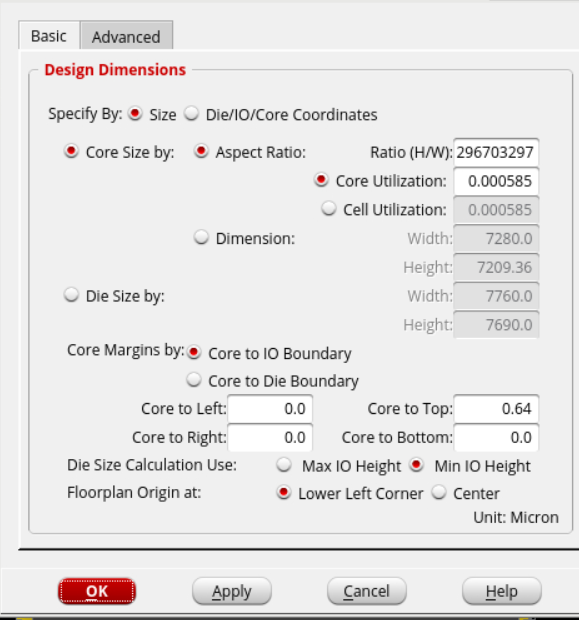 Basic Advanced
Design Dimensions
Specify By: Size Die/IO/Core Coordinates
Core Size by: Aspect Ratio: Ratio (H/W): 296703297
Core Utilization: 0.000585
Cell Utilization: 0.000585
Dimension: Width: 7280.0
Height: 7209.36
Die Size by: Width: 7760.0
Height: 7690.0
Core Margins by: Core to IO Boundary
Core to Die Boundary
Core to Left: 0.0 Core to Top: 0.64
Core to Right: 0.0 Core to Bottom: 0.0
Die Size Calculation Use: Max IO Height Min IO Height
Floorplan Origin at: Lower Left Corner Center
Unit: Micron
OK Apply Cancel Help